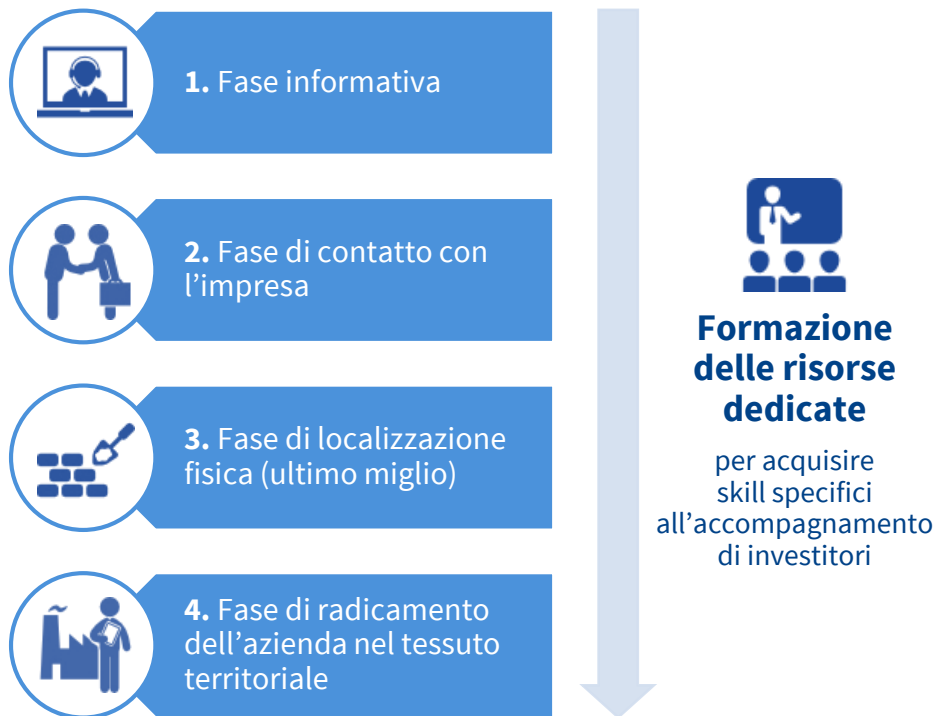 1. Fase informativa
2. Fase di contatto con
l’impresa
3. Fase di localizzazione
fisica (ultimo miglio)
4. Fase di radicamento
dell’azienda nel tessuto
territoriale
Formazione
delle risorse
dedicate
per acquisire
skill specifici
all’accompagnamento
di investitori